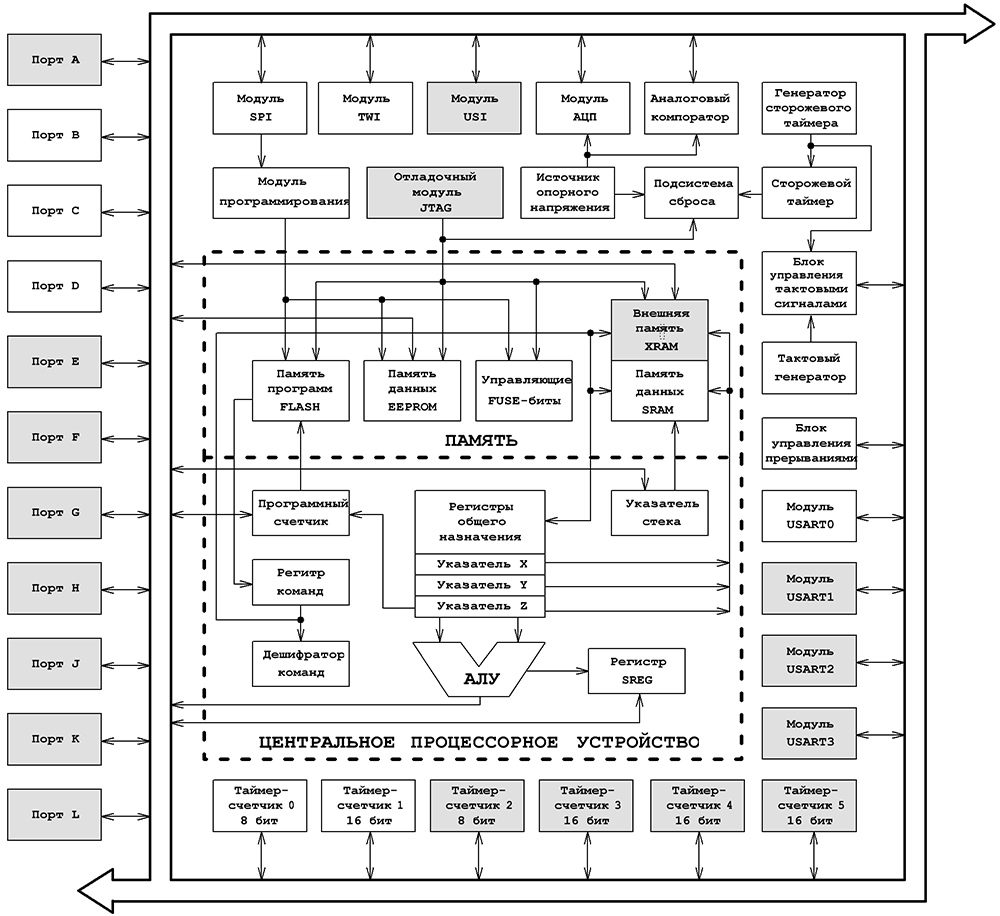 Порт A
Порт B
Порт C
Порт D
Порт E
Порт F
Порт G
Порт H
Порт J
Порт K
Порт L
Модуль
SPI
Модуль
TWI
Модуль
USI
Модуль
АЦП
Аналоговый
компоратор
Генератор
сторожевого
таймера
Модуль
программирования
Отладочный
модуль
JTAG
Источник
опорного
напряжения
Подсистема
сброса
Сторожевой
таймер
Блок
управления
тактовыми
сигналами
Тактовый
генератор
Внешняя
память
XRAM
Память
программ
FLASH
Память
данных
EEPROM
Управляющие
FUSE-биты
Память
данных
SRAM
ПАМЯТЬ
Блок
управления
прерываниями
Программный
счетчик
Регистры
общего
назначения
Указатель X
Указатель Y
Указатель Z
Указатель
стека
Регитр
команд
Дешифратор
команд
АЛУ
Регистр
SREG
ЦЕНТРАЛЬНОЕ ПРОЦЕССОРНОЕ УСТРОЙСТВО
Модуль
USART0
Модуль
USART1
Модуль
USART2
Модуль
USART3
Таймер-
счетчик 0
8 бит
Таймер-
счетчик 1
16 бит
Таймер-
счетчик 2
8 бит
Таймер-
счетчик 3
16 бит
Таймер-
счетчик 4
16 бит
Таймер-
счетчик 5
16 бит